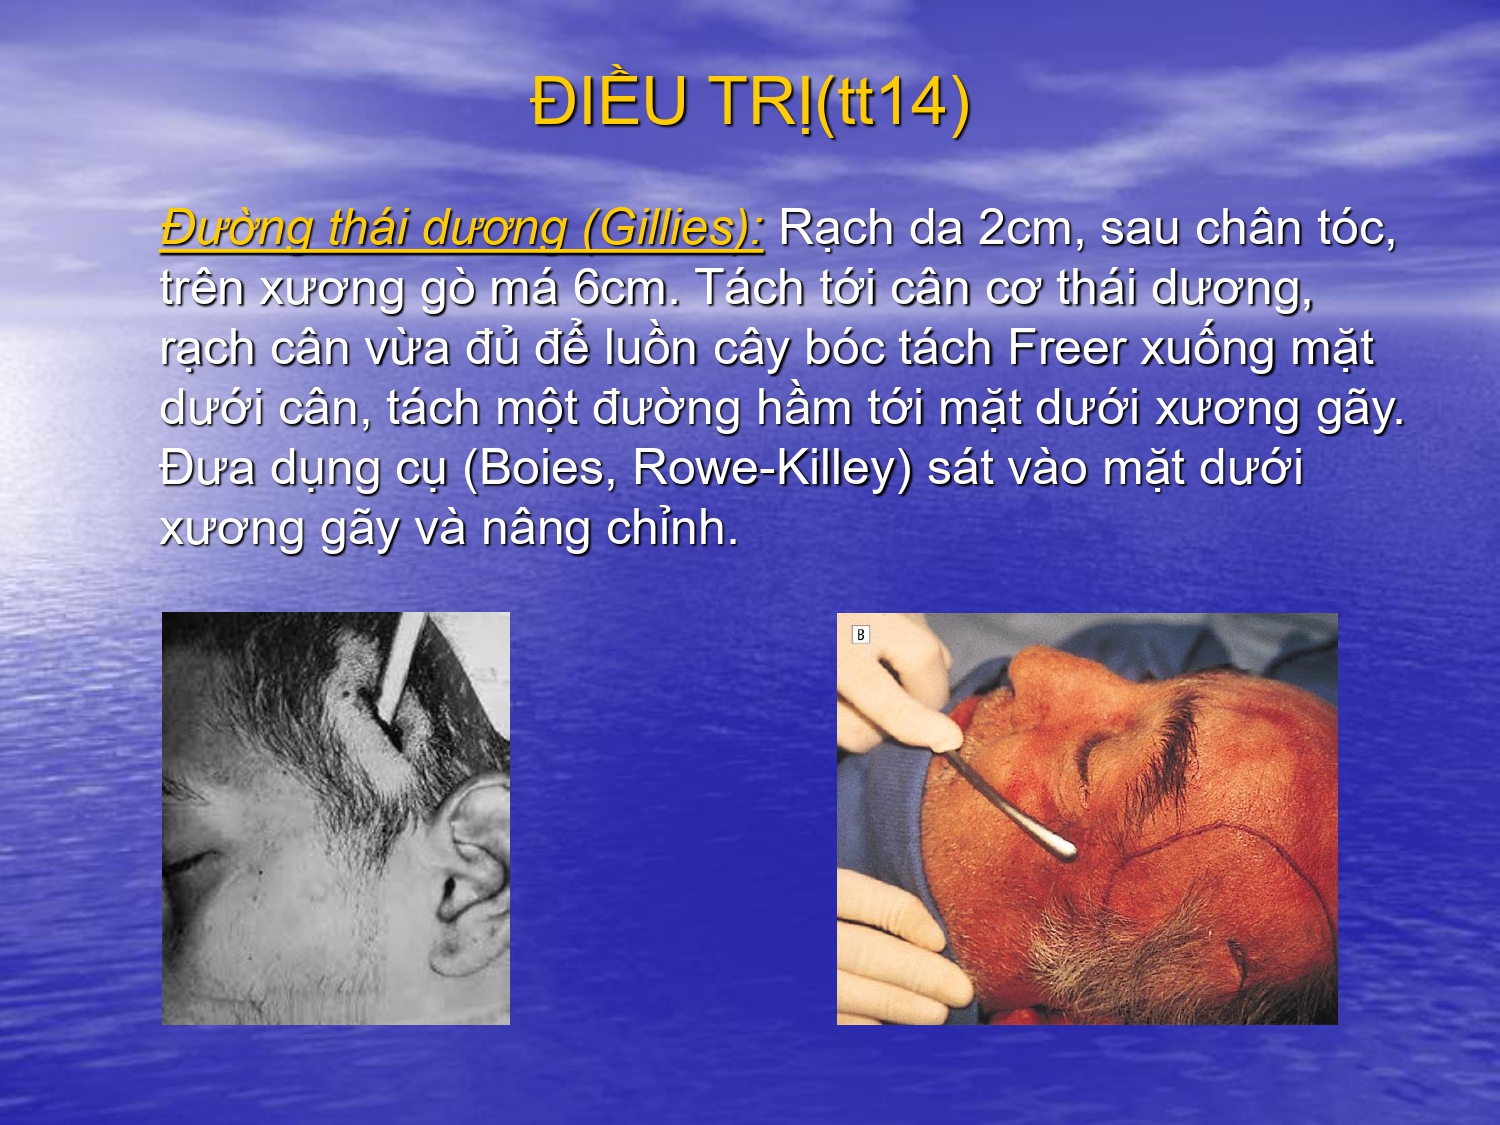 ĐIỀU TRỊ(tt14)
Đường thái dương (Gillies): Rạch da 2cm, sau chân tóc,
trên xương gò má 6cm. Tách tới cân cơ thái dương,
rạch cân vừa đủ để luồn cây bóc tách Freer xuống mặt
dưới cân, tách một đường hầm tới mặt dưới xương gãy.
Đưa dụng cụ (Boies, Rowe-Killey) sát vào mặt dưới
xương gãy và nâng chỉnh.
B